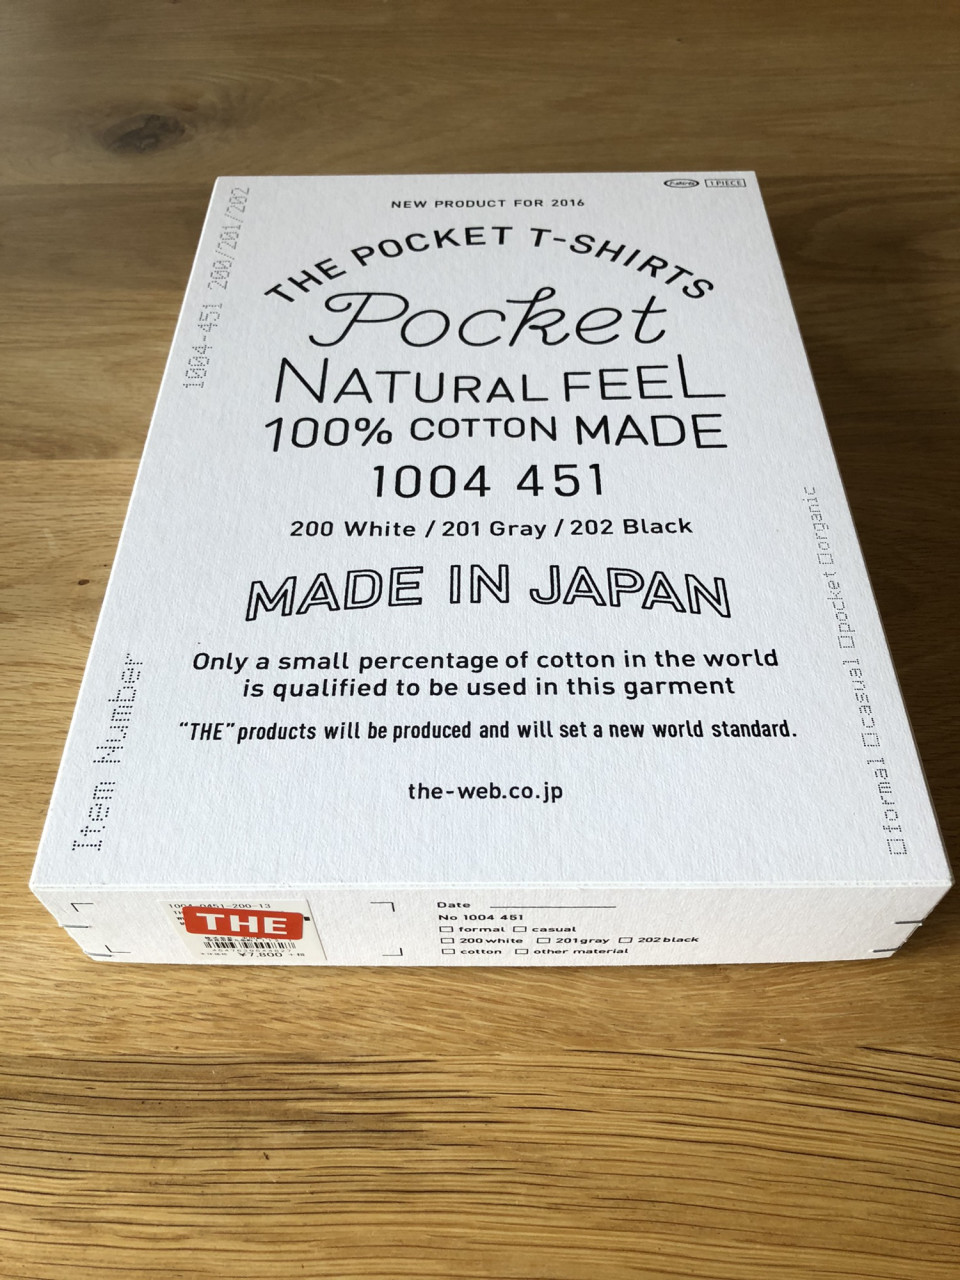 1 PIECE
NEW PRODUCT FOR 2016
THE POCKET T-SHIRTS
Pocket
NATURAL FEEL
100% COTTON MADE
1004 451
200 White / 201 Gray / 202 Black
MADE IN JAPAN
Only a small percentage of cotton in the world
is qualified to be used in this garment
"THE" products will be produced and will set a new world standard.
the-web.co.jp
Item Number
1004-451 200/201/202
□formal □casual □pocket □organic
1004-0451-200-13
THE
¥7,800
Date
No 1004 451
□ formal □ casual
□ 200 white □ 201 gray □ 202 black
□ cotton □ other material